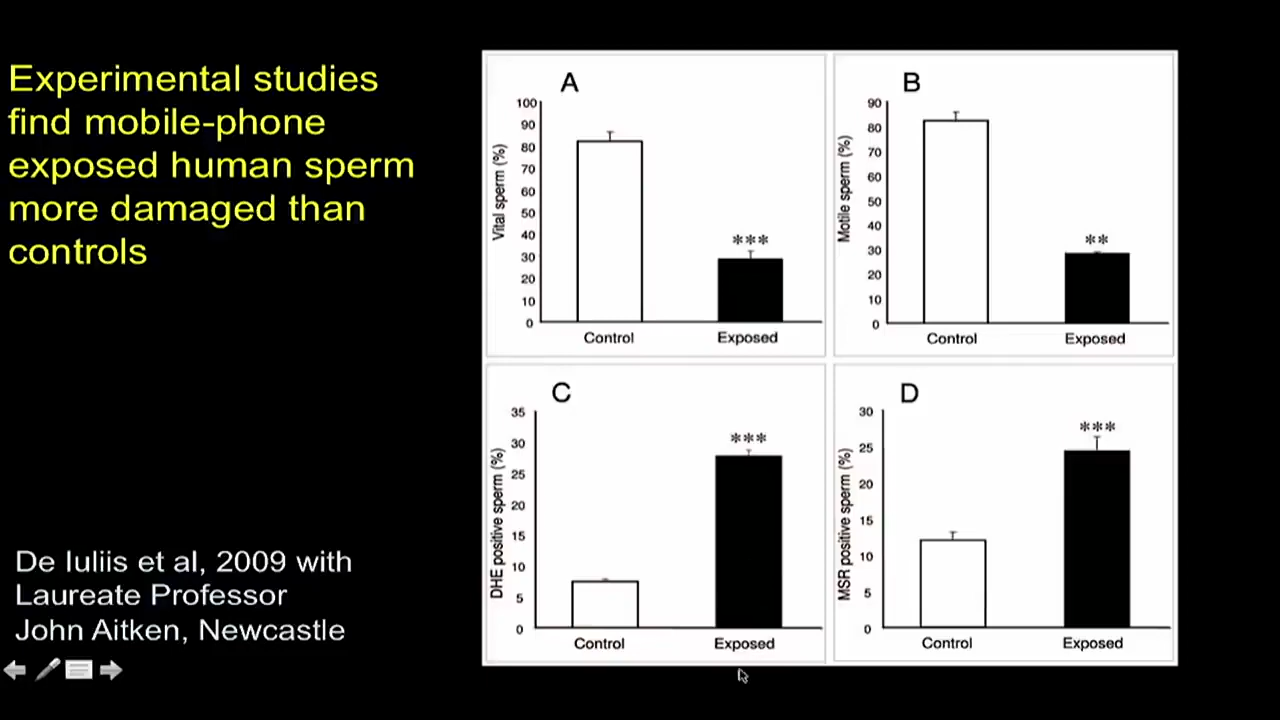 Experimental studies
find mobile-phone
exposed human sperm
more damaged than
controls
De Iuliis et al, 2009 with
Laureate Professor
John Aitken, Newcastle
A
Vital sperm (%)
100
90
80
70
60
50
40
30
20
10
0
***
Control Exposed
B
Motile sperm (%)
90
80
70
60
50
40
30
20
10
0
**
Control Exposed
C
DHE positive sperm (%)
35
30
25
20
15
10
5
0
***
Control Exposed
D
MSR positive sperm (%)
30
25
20
15
10
5
0
***
Control Exposed